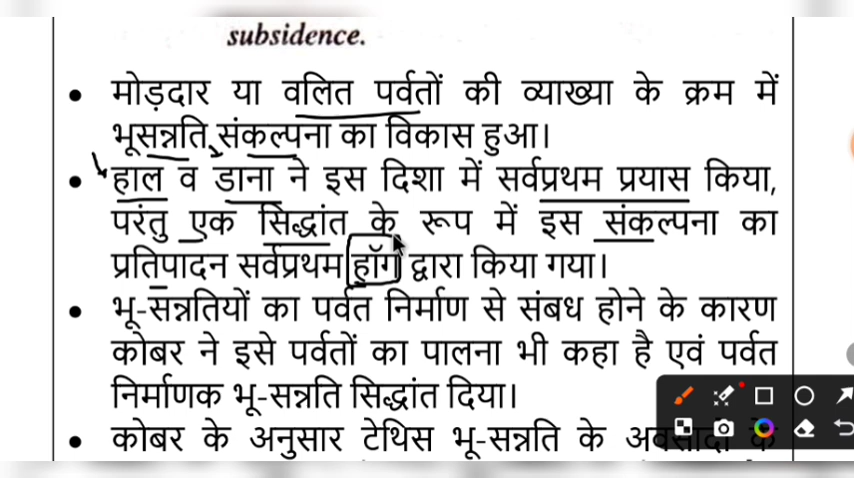 subsidence.
• मोड़दार या वलित पर्वतों की व्याख्या के क्रम में
भूसन्नति संकल्पना का विकास हुआ।
• हाल व डाना ने इस दिशा में सर्वप्रथम प्रयास किया,
परंतु एक सिद्धांत के रूप में इस संकल्पना का
प्रतिपादन सर्वप्रथम हॉग द्वारा किया गया।
• भू-सन्नतियों का पर्वत निर्माण से संबध होने के कारण
कोबर ने इसे पर्वतों का पालना भी कहा है एवं पर्वत
निर्माणक भू-सन्नति सिद्धांत दिया।
• कोबर के अनुसार टेथिस भू-सन्नति के अवसादों के